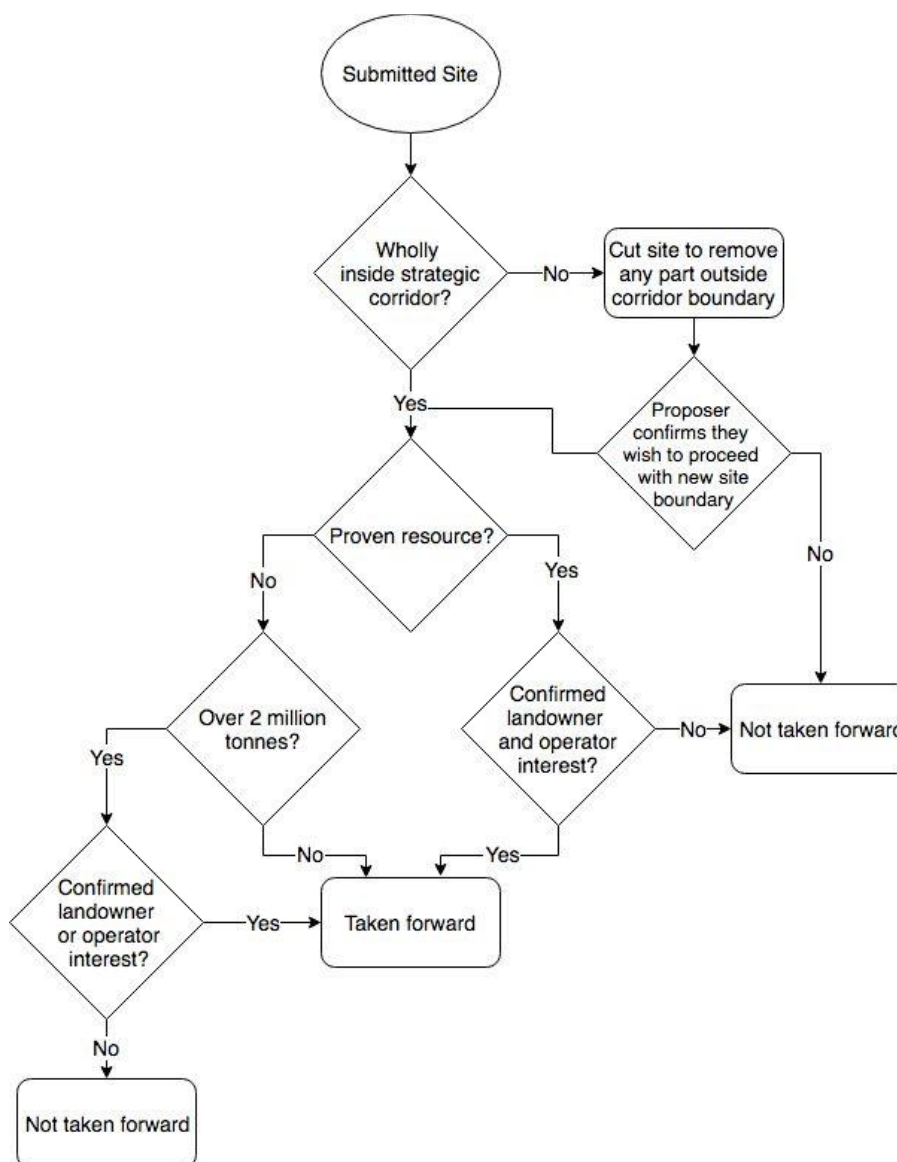 Submitted Site
Wholly
inside strategic
corridor?
No
Cut site to remove
any part outside
corridor boundary
Yes
Proposer
confirms they
wish to proceed
with new site
boundary
No
Proven resource?
No
Yes
Over 2 million
tonnes?
Confirmed
landowner
and operator
interest?
No
Not taken forward
Yes
No
Yes
Confirmed
landowner
or operator
interest?
Yes
Taken forward
No
Not taken forward